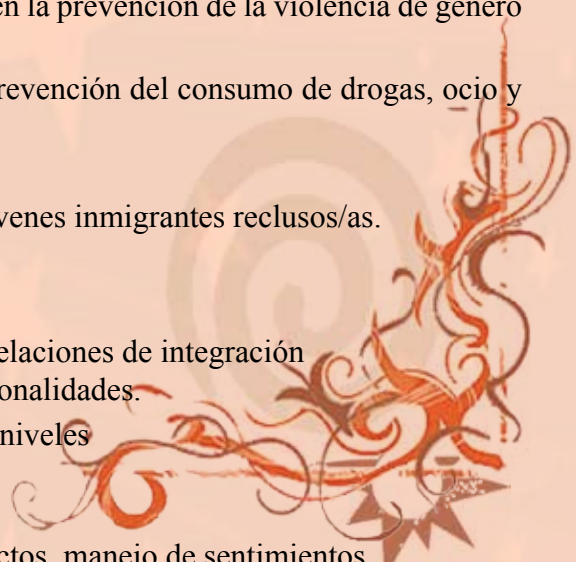 en la prevención de la violencia de género
revención del consumo de drogas, ocio y
venes inmigrantes reclusos/as.
elaciones de integración
onalidades.
niveles
ctos, manejo de sentimientos